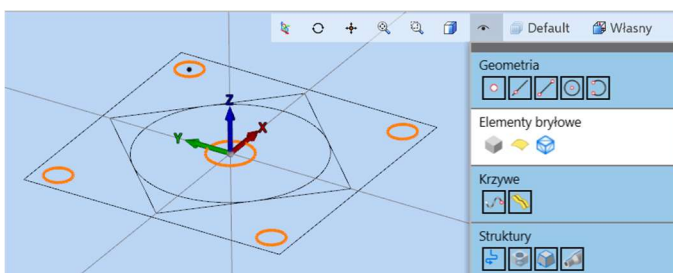 Default Własny
Geometria
Elementy bryłowe
Z
X
Y
Krzywe
Struktury